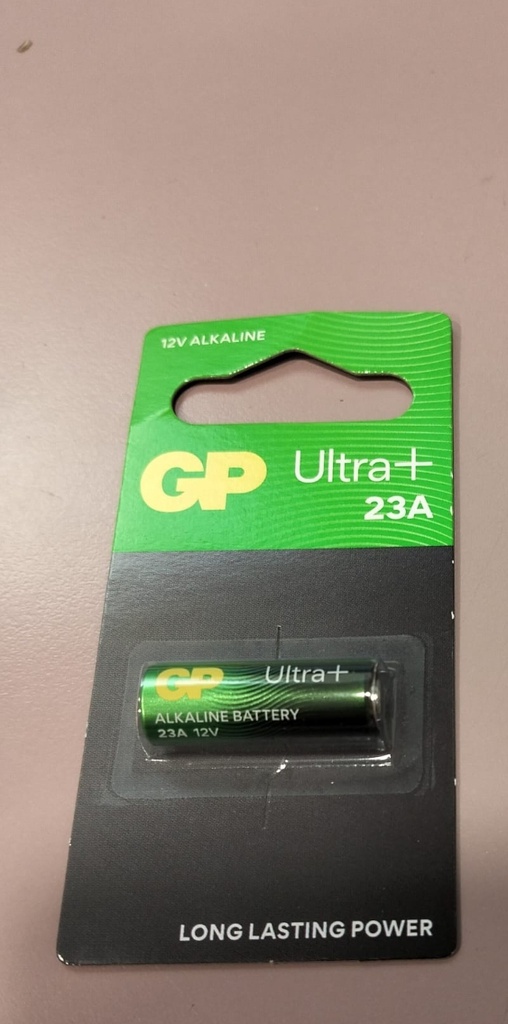 12V ALKALINE
GP Ultra+
23A
GP Ultra+
ALKALINE BATTERY
23A 12V
LONG LASTING POWER